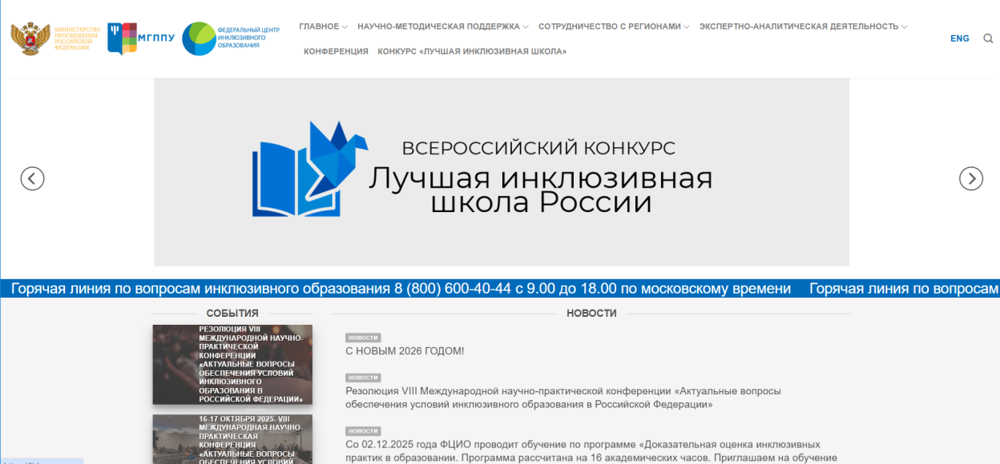 МИНИСТЕРСТВО
ПРОСВЕЩЕНИЯ
РОССИЙСКОЙ
ФЕДЕРАЦИИ
МГППУ
ФЕДЕРАЛЬНЫЙ ЦЕНТР
ИНКЛЮЗИВНОГО
ОБРАЗОВАНИЯ
ГЛАВНОЕ НАУЧНО-МЕТОДИЧЕСКАЯ ПОДДЕРЖКА СОТРУДНИЧЕСТВО С РЕГИОНАМИ ЭКСПЕРТНО-АНАЛИТИЧЕСКАЯ ДЕЯТЕЛЬНОСТЬ
КОНФЕРЕНЦИЯ КОНКУРС «ЛУЧШАЯ ИНКЛЮЗИВНАЯ ШКОЛА»
ENG
ВСЕРОССИЙСКИЙ КОНКУРС
Лучшая инклюзивная
школа России
Горячая линия по вопросам инклюзивного образования 8 (800) 600-40-44 с 9.00 до 18.00 по московскому времени Горячая линия по вопросам
СОБЫТИЯ
РЕЗОЛЮЦИЯ VIII
МЕЖДУНАРОДНОЙ НАУЧНО-
ПРАКТИЧЕСКОЙ
КОНФЕРЕНЦИИ
«АКТУАЛЬНЫЕ ВОПРОСЫ
ОБЕСПЕЧЕНИЯ УСЛОВИЙ
ИНКЛЮЗИВНОГО
ОБРАЗОВАНИЯ В
РОССИЙСКОЙ ФЕДЕРАЦИИ»
16-17 ОКТЯБРЯ 2025. VIII
МЕЖДУНАРОДНАЯ НАУЧНО-
ПРАКТИЧЕСКАЯ
КОНФЕРЕНЦИЯ
«АКТУАЛЬНЫЕ ВОПРОСЫ
ОБЕСПЕЧЕНИЯ УСЛОВИЙ
НОВОСТИ
НОВОСТИ
С НОВЫМ 2026 ГОДОМ!
НОВОСТИ
Резолюция VIII Международной научно-практической конференции «Актуальные вопросы
обеспечения условий инклюзивного образования в Российской Федерации»
НОВОСТИ
Со 02.12.2025 года ФЦИО проводит обучение по программе «Доказательная оценка инклюзивных
практик в образовании. Программа рассчитана на 16 академических часов. Приглашаем на обучение